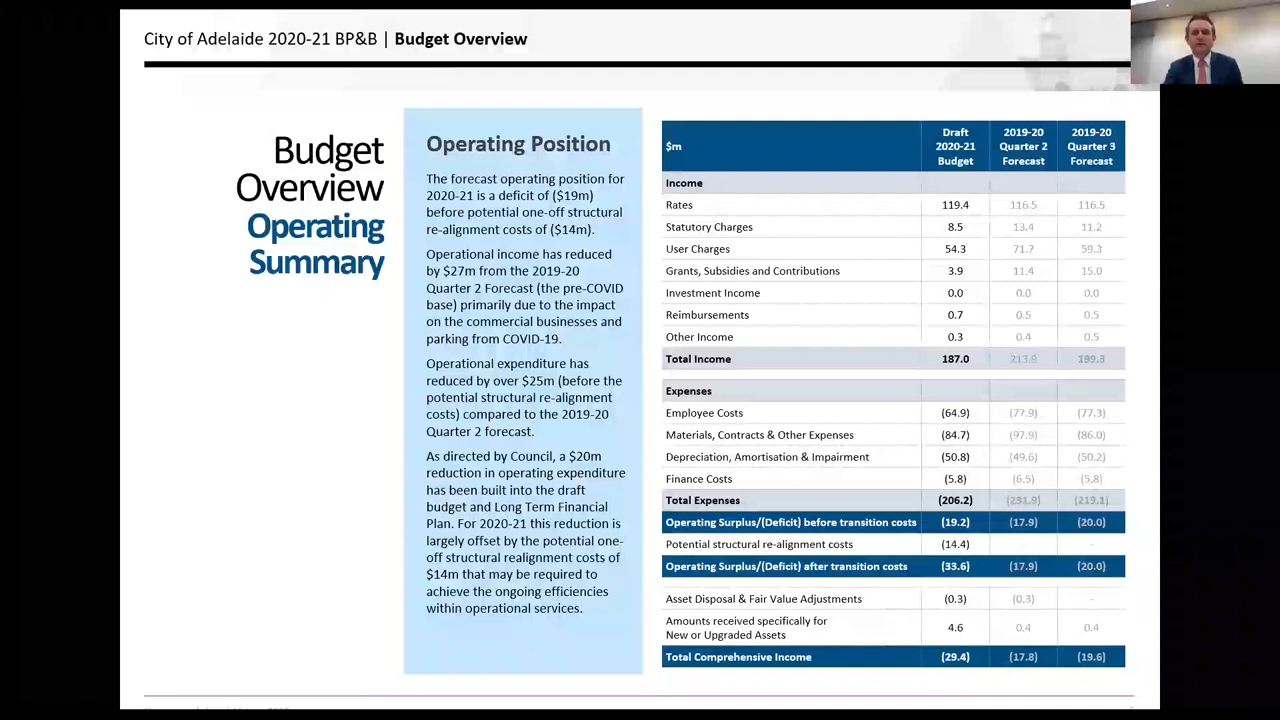 City of Adelaide 2020-21 BP&B | Budget Overview
Budget
Overview
Operating
Summary
Operating Position
The forecast operating position for
2020-21 is a deficit of ($19m)
before potential one-off structural
re-alignment costs of ($14m).
Operational income has reduced
by $27m from the 2019-20
Quarter 2 Forecast (the pre-COVID
base) primarily due to the impact
on the commercial businesses and
parking from COVID-19.
Operational expenditure has
reduced by over $25m (before the
potential structural re-alignment
costs) compared to the 2019-20
Quarter 2 forecast.
As directed by Council, a $20m
reduction in operating expenditure
has been built into the draft
budget and Long Term Financial
Plan. For 2020-21 this reduction is
largely offset by the potential one-
off structural realignment costs of
$14m that may be required to
achieve the ongoing efficiencies
within operational services.
$m Draft 2020-21 Budget 2019-20 Quarter 2 Forecast 2019-20 Quarter 3 Forecast
Income
Rates 119.4 116.5 116.5
Statutory Charges 8.5 13.4 11.2
User Charges 54.3 71.7 59.3
Grants, Subsidies and Contributions 3.9 11.4 15.0
Investment Income 0.0 0.0 0.0
Reimbursements 0.7 0.5 0.5
Other Income 0.3 0.4 0.5
Total Income 187.0 213.9 199.3
Expenses
Employee Costs (64.9) (77.9) (77.3)
Materials, Contracts & Other Expenses (84.7) (97.9) (86.0)
Depreciation, Amortisation & Impairment (50.8) (49.6) (50.2)
Finance Costs (5.8) (6.5) (5.8)
Total Expenses (206.2) (231.9) (219.1)
Operating Surplus/(Deficit) before transition costs (19.2) (17.9) (20.0)
Potential structural re-alignment costs (14.4) - -
Operating Surplus/(Deficit) after transition costs (33.6) (17.9) (20.0)
Asset Disposal & Fair Value Adjustments (0.3) (0.3) -
Amounts received specifically for
New or Upgraded Assets 4.6 0.4 0.4
Total Comprehensive Income (29.4) (17.8) (19.6)